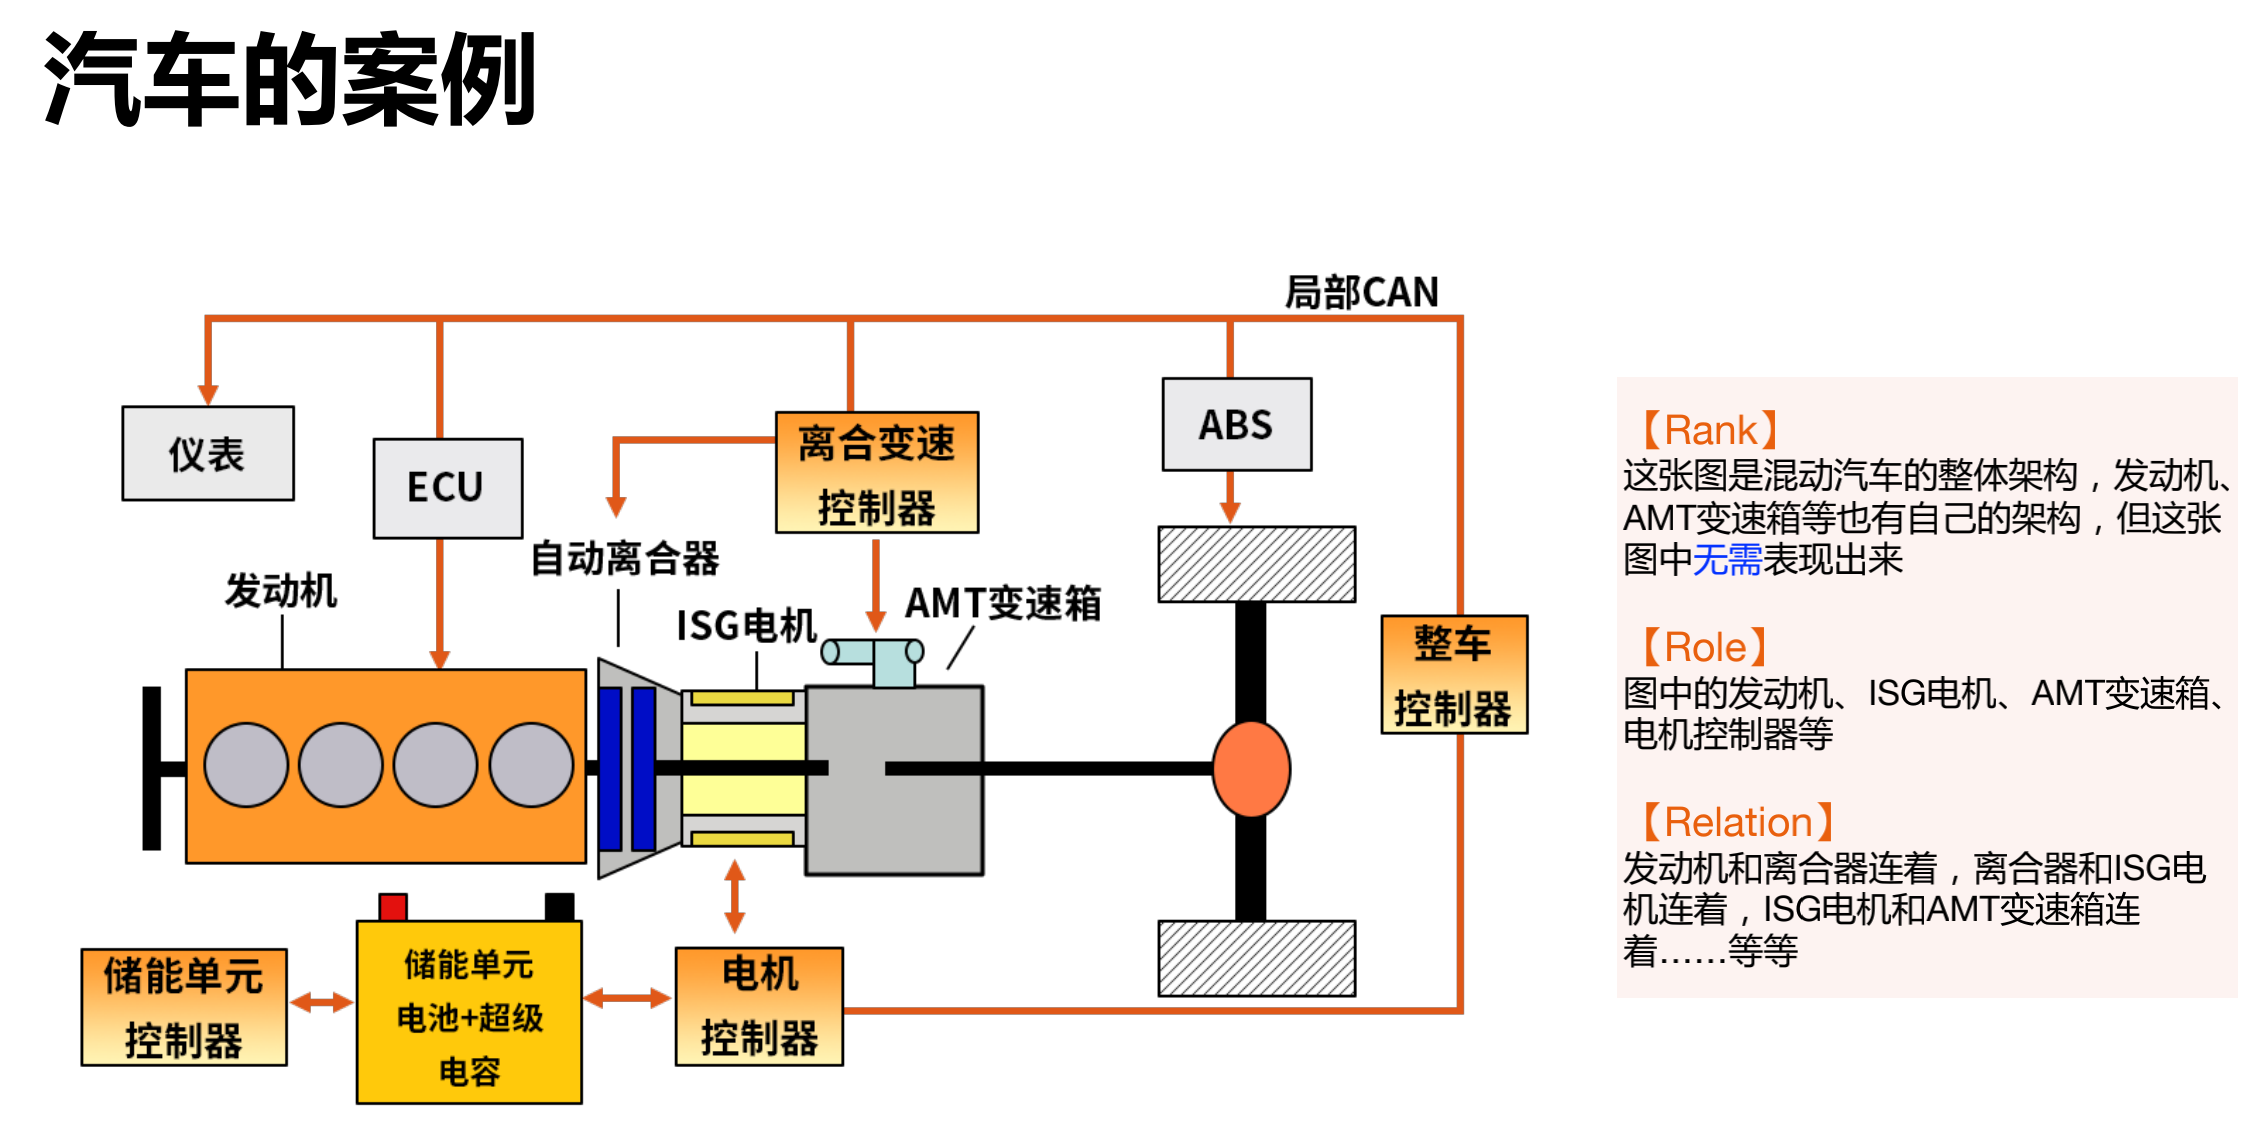 汽车的案例
局部CAN
仪表
ECU
离合变速
控制器
ABS
自动离合器
发动机
ISG电机
AMT变速箱
整车
控制器
储能单元
控制器
储能单元
电池+超级
电容
电机
控制器
【Rank】
这张图是混动汽车的整体架构，发动机、
AMT变速箱等也有自己的架构，但这张
图中无需表现出来
【Role】
图中的发动机、ISG电机、AMT变速箱、
电机控制器等
【Relation】
发动机和离合器连着，离合器和ISG电
机连着，ISG电机和AMT变速箱连
着……等等